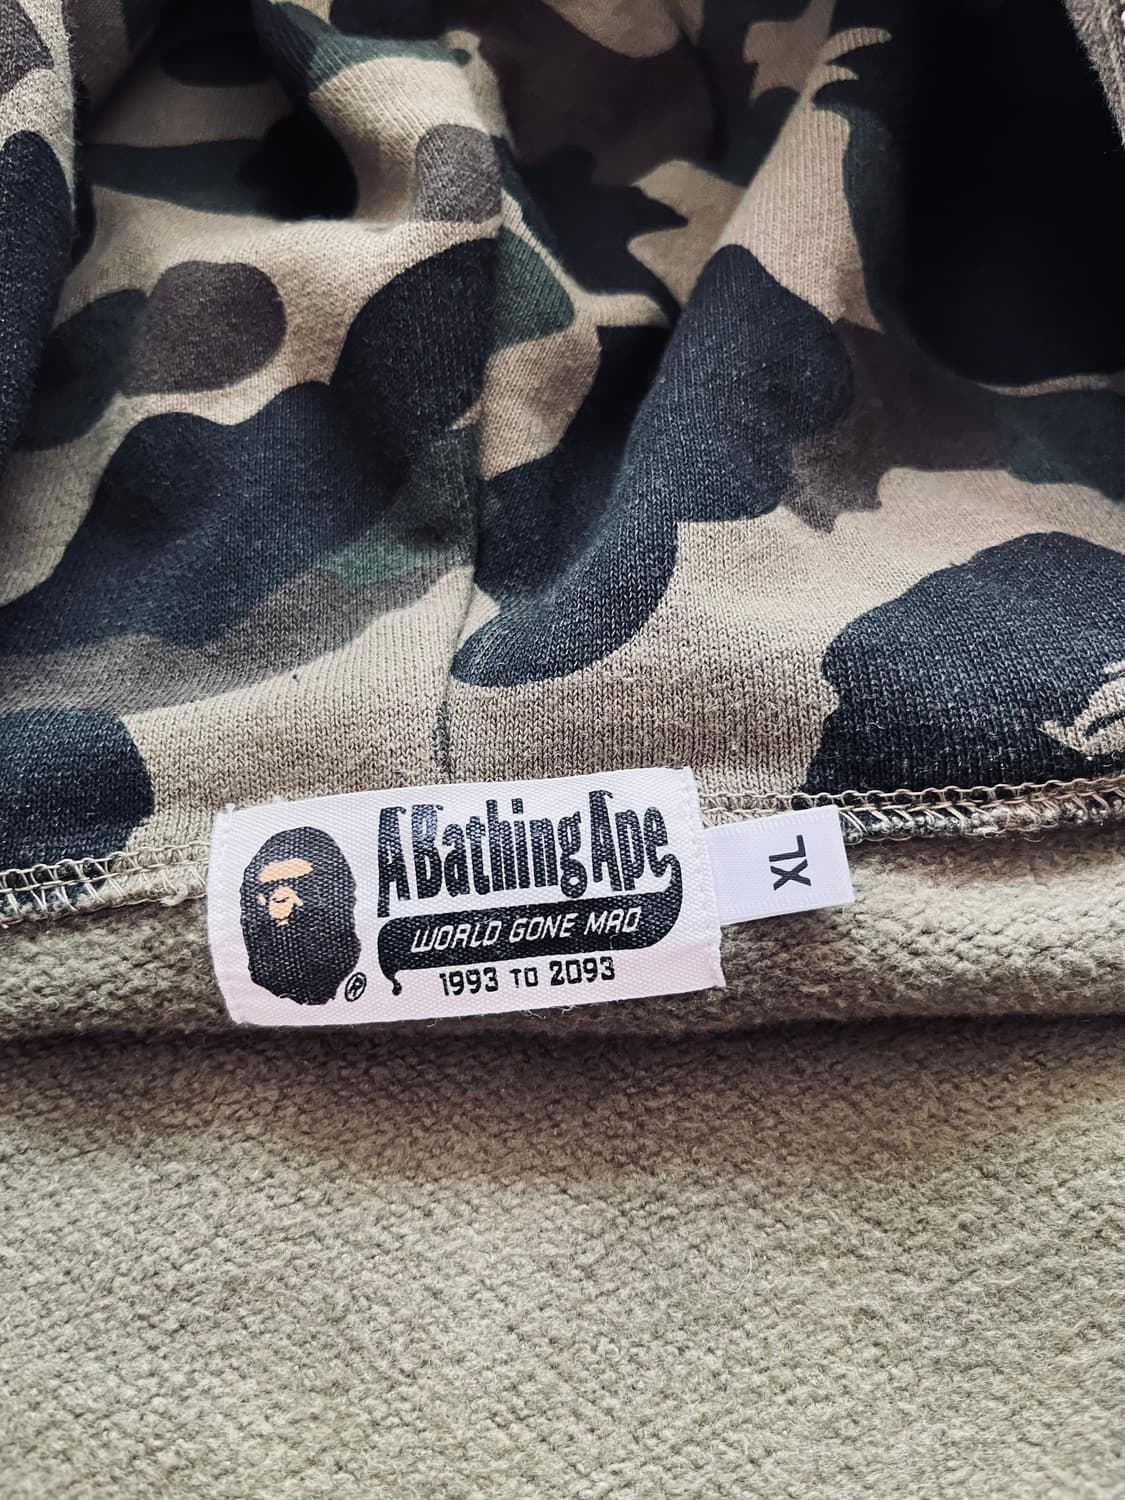 A Bathing Ape
WORLD GONE MAD
1993 TO 2093
®
XL